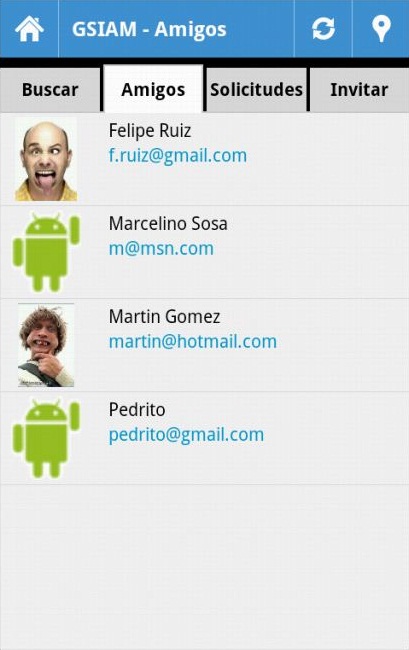 GSIAM - Amigos
Buscar Amigos Solicitudes Invitar
Felipe Ruiz
f.ruiz@gmail.com
Marcelino Sosa
m@msn.com
Martin Gomez
martin@hotmail.com
Pedrito
pedrito@gmail.com